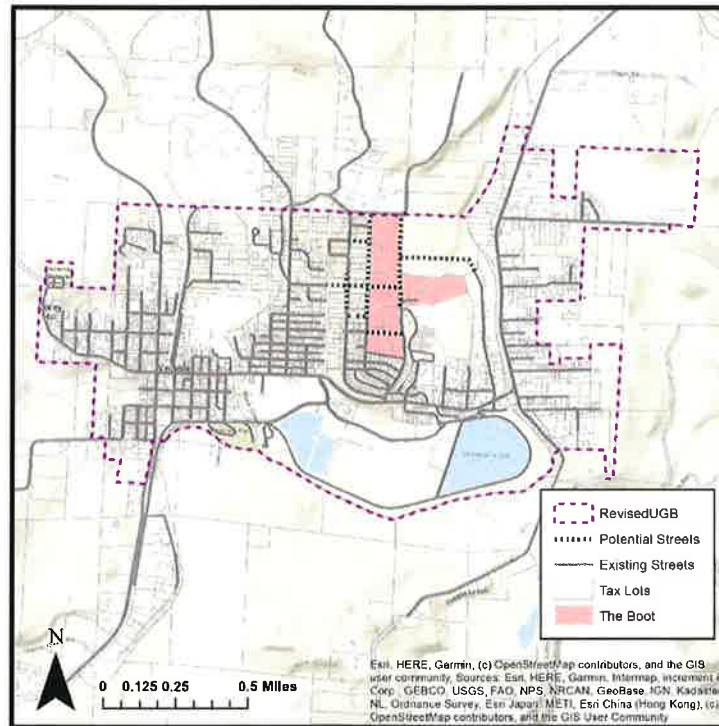 N
0 0.125 0.25 0.5 Miles
RevisedUGB
Potential Streets
Existing Streets
Tax Lots
The Boot
Esri, HERE, Garmin, (c) OpenStreetMap contributors, and the GIS
user community, Sources: Esri, HERE, Garmin, Intermap, increment
Corp., GEBCO, USGS, FAO, NPS, NRCAN, GeoBase, IGN, Kadaster
NL, Ordnance Survey, Esri Japan, METI, Esri China (Hong Kong), (c)
OpenStreetMap contributors, and the GIS User Community